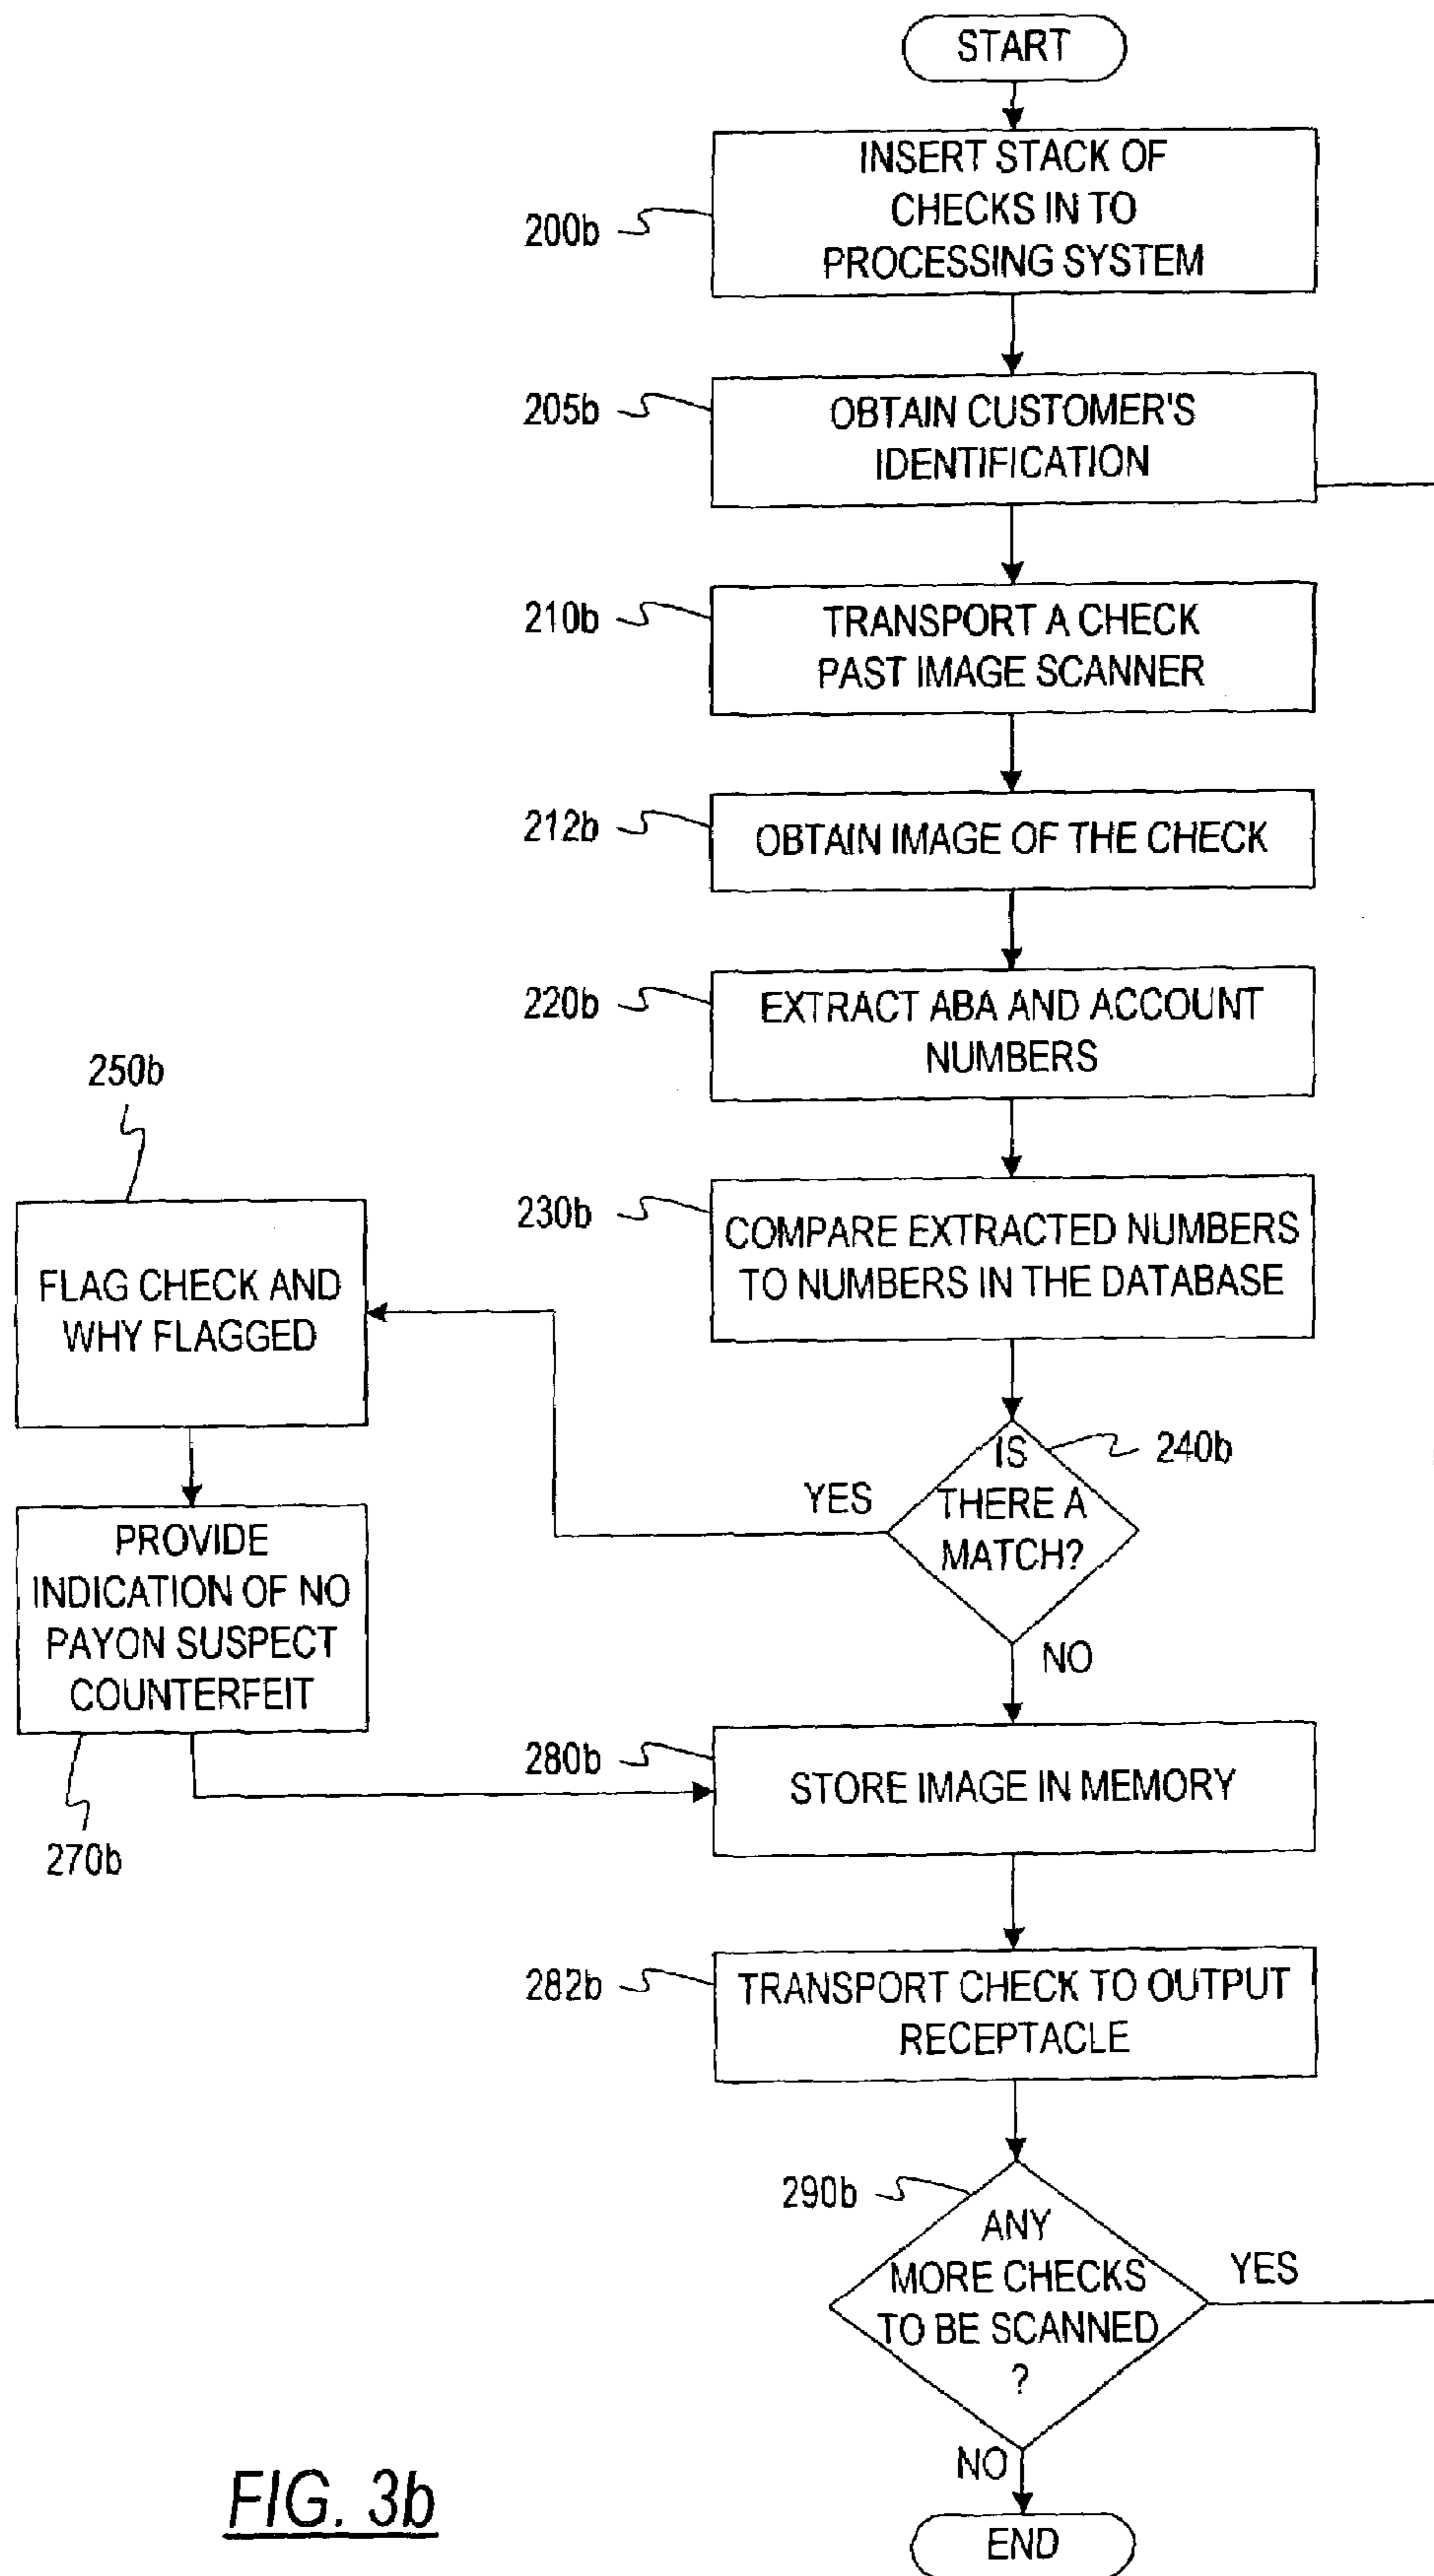 START
INSERT STACK OF
CHECKS IN TO
PROCESSING SYSTEM
200b
OBTAIN CUSTOMER'S
IDENTIFICATION
205b
TRANSPORT A CHECK
PAST IMAGE SCANNER
210b
OBTAIN IMAGE OF THE CHECK
212b
EXTRACT ABA AND ACCOUNT
NUMBERS
220b
COMPARE EXTRACTED NUMBERS
TO NUMBERS IN THE DATABASE
230b
IS
THERE A
MATCH?
240b
YES
NO
250b
FLAG CHECK AND
WHY FLAGGED
PROVIDE
INDICATION OF NO
PAYON SUSPECT
COUNTERFEIT
270b
STORE IMAGE IN MEMORY
280b
TRANSPORT CHECK TO OUTPUT
RECEPTACLE
282b
ANY
MORE CHECKS
TO BE SCANNED
?
290b
YES
NO
END
FIG. 3b